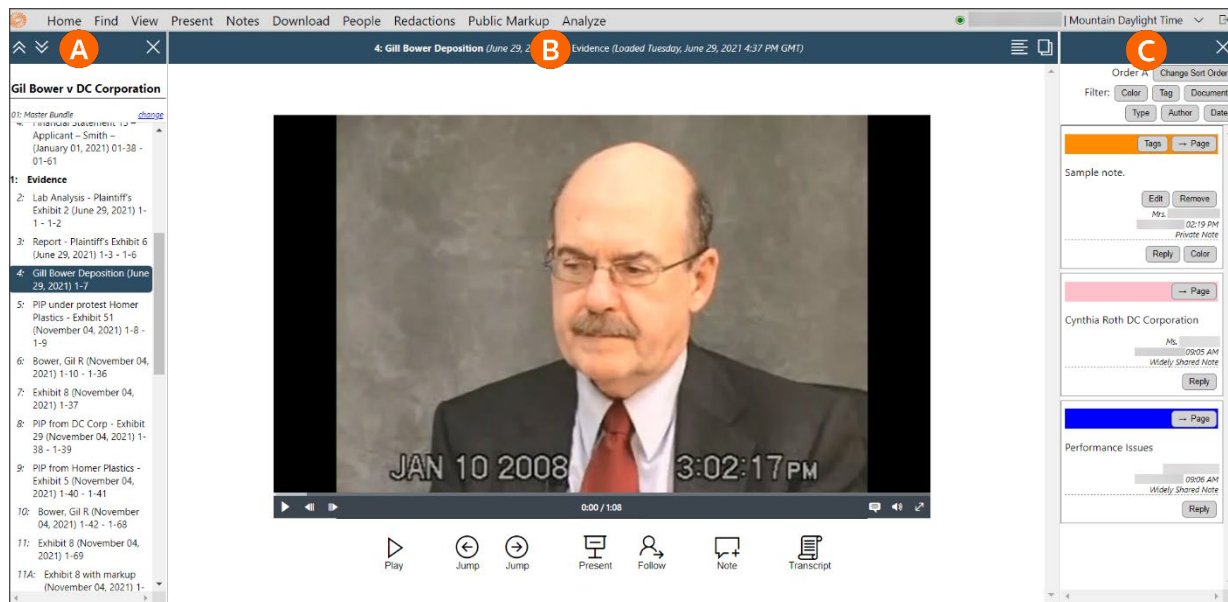 Home Find View Present Notes Download People Redactions Public Markup Analyze
| Mountain Daylight Time
A
4: Gill Bower Deposition (June 29, 2 B Evidence (Loaded Tuesday, June 29, 2021 4:37 PM GMT)
C
Gil Bower v DC Corporation
01: Master Bundle change
4: Financial Statement 13 –
Applicant – Smith –
(January 01, 2021) 01-38 -
01-61
1: Evidence
2: Lab Analysis - Plaintiff's
Exhibit 2 (June 29, 2021) 1-
1 - 1-2
3: Report - Plaintiff's Exhibit 6
(June 29, 2021) 1-3 - 1-6
4: Gill Bower Deposition (June
29, 2021) 1-7
5: PIP under protest Homer
Plastics - Exhibit 51
(November 04, 2021) 1-8 -
1-9
6: Bower, Gil R (November 04,
2021) 1-10 - 1-36
7: Exhibit 8 (November 04,
2021) 1-37
8: PIP from DC Corp - Exhibit
29 (November 04, 2021) 1-
38 - 1-39
9: PIP from Homer Plastics -
Exhibit 5 (November 04,
2021) 1-40 - 1-41
10: Bower, Gil R (November
04, 2021) 1-42 - 1-68
11: Exhibit 8 (November 04,
2021) 1-69
11A: Exhibit 8 with markup
(November 04, 2021) 1-
JAN 10 2008 3:02:17PM
0:00 / 1:08
Play Jump Jump Present Follow Note Transcript
Order A Change Sort Order
Filter: Color Tag Document
Type Author Date
Tags → Page
Sample note.
Edit Remove
Mrs.
02:19 PM
Private Note
Reply Color
→ Page
Cynthia Roth DC Corporation
Ms.
09:05 AM
Widely Shared Note
Reply
→ Page
Performance Issues
09:06 AM
Widely Shared Note
Reply